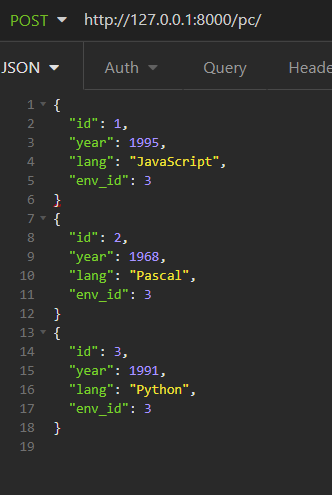 POST http://127.0.0.1:8000/pc/
JSON Auth Query Heade
1 {
2 "id": 1,
3 "year": 1995,
4 "lang": "JavaScript",
5 "env_id": 3
6 }
7 {
8 "id": 2,
9 "year": 1968,
10 "lang": "Pascal",
11 "env_id": 3
12 }
13 {
14 "id": 3,
15 "year": 1991,
16 "lang": "Python",
17 "env_id": 3
18 }
19